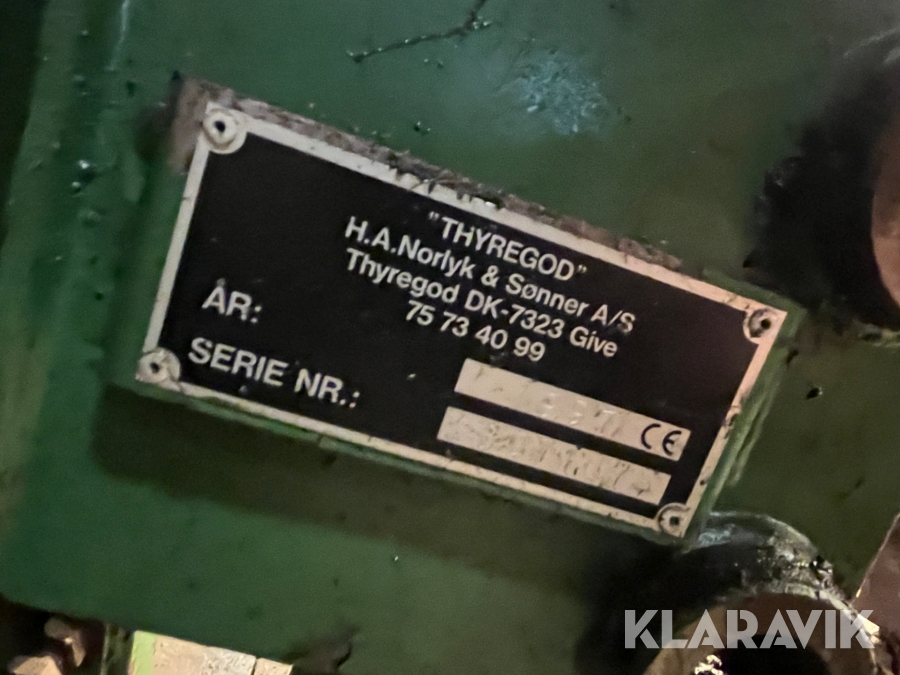 "THYREGOD"
H.A.Norlyk & Sønner A/S
Thyregod DK-7323 Give
75 73 40 99
ÅR:
CE
SERIE NR.:
KLARAVIK